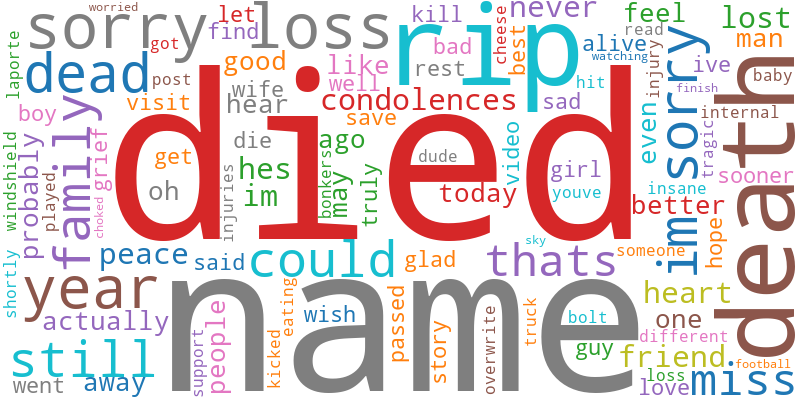 worried
sorry
loss
got
let
find
kill
never
feel
lost
laporte
dead
post
good
like
rip
bad
cheese
best
alive
read
man
watching
ive
boy
visit
wife
hear
well
rest
condolences
save
sad
hit
even
injury
sorry
baby
finish
internal
death
windshield
probably
played
family
grief
choked
died
die
get
oh
hes
im
ago
dude
bonkers
may
truly
video
girl
youve
today
insane
better
tragic
sooner
injuries
shortly
peace
said
could
glad
thats
sky
im
someone
hope
year
actually
name
wish
eating
passed
story
truck
bolt
heart
one
different
still
went
away
support
people
kicked
overwrite
guy
friend
loss
love
miss
football